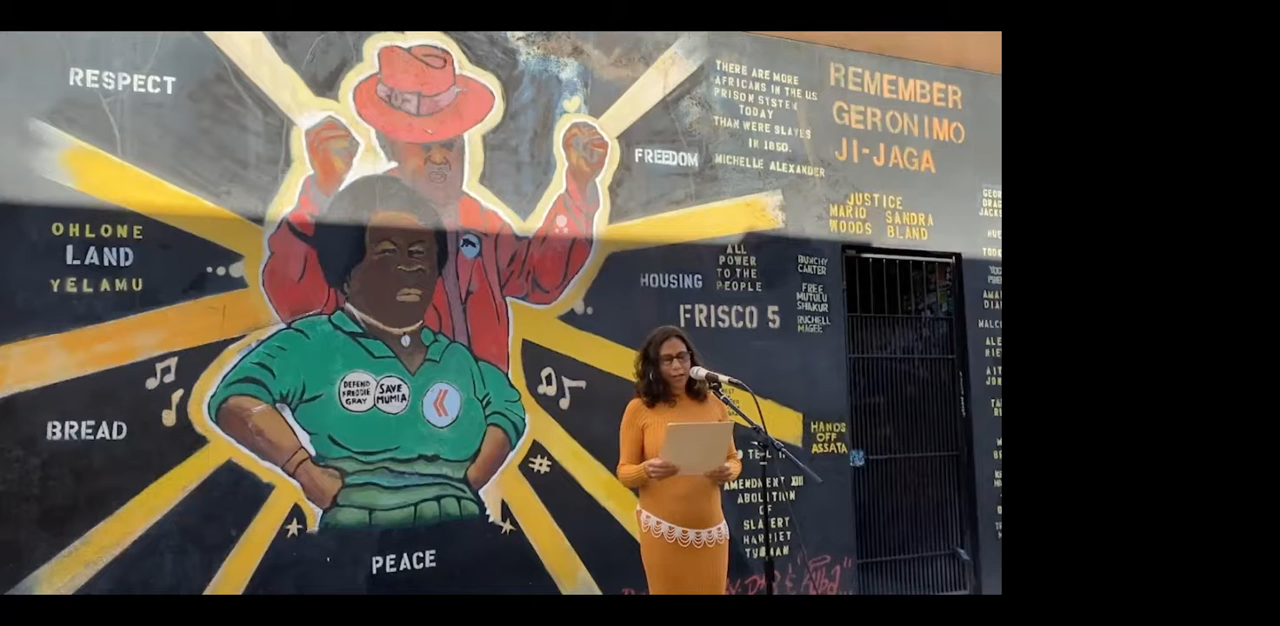 RESPECT
OHLONE
LAND
YELAMU
BREAD
PEACE
DEFEND
FREDDIE
GRAY
SAVE
MUMIA
FREEDOM
THERE ARE MORE
AFRICANS IN THE U.S
PRISON SYSTEM
TODAY
THAN WERE SLAVES
IN 1850.
MICHELLE ALEXANDER
REMEMBER
GERONIMO
JI-JAGA
JUSTICE
MARIO SANDRA
WOODS BLAND
HOUSING
ALL
POWER
TO THE
PEOPLE
FRISCO 5
BUNCHY
CARTER
FREE
MUTULU
SHAKUR
RUCHELL
MAGEE
HANDS
OFF
ASSATA
AMENDMENT XIII
ABOLITION
OF
SLAVERY
HARRIET
TUBMAN